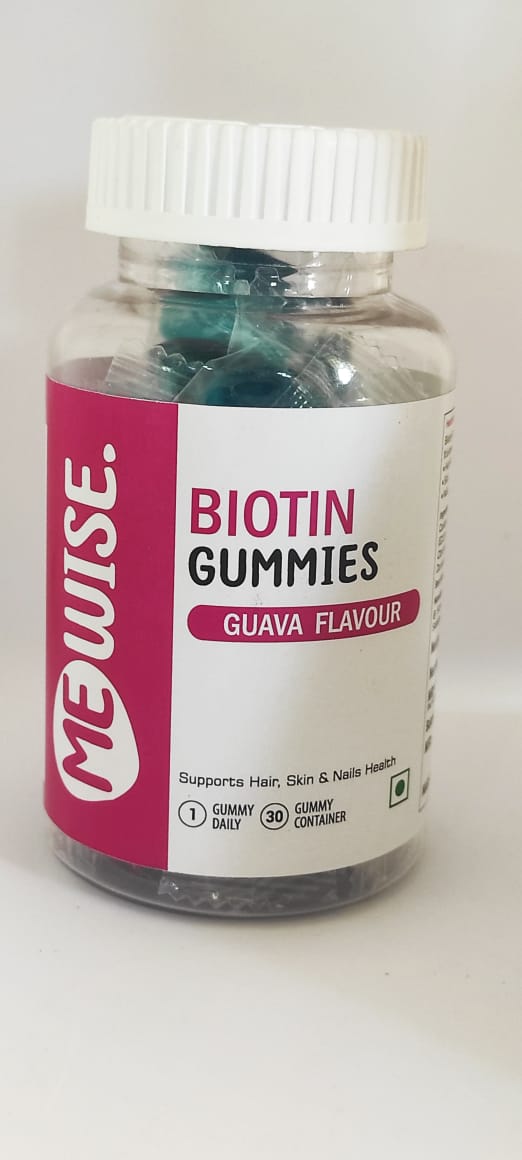 MEWISE.
BIOTIN
GUMMIES
GUAVA FLAVOUR
Supports Hair, Skin & Nails Health
1 GUMMY
DAILY
30 GUMMY
CONTAINER